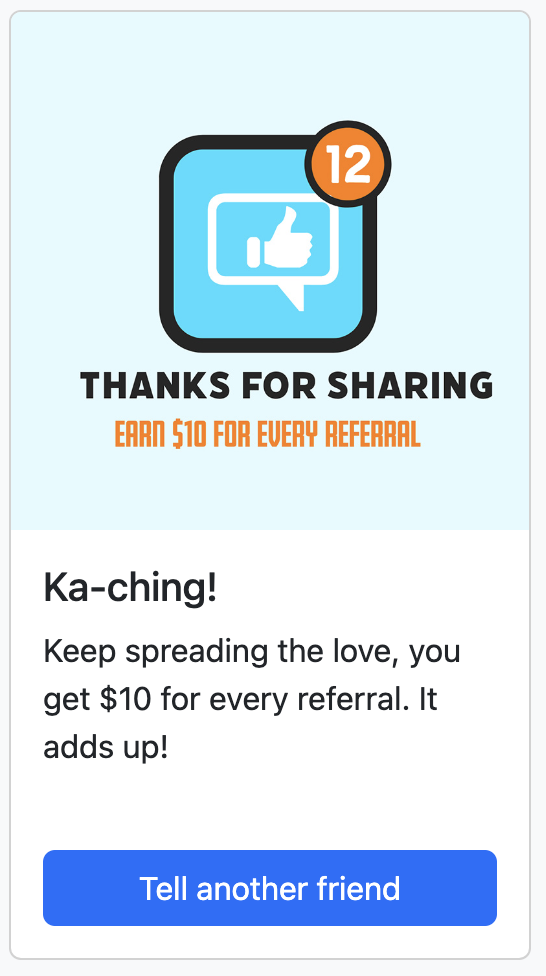 12
THANKS FOR SHARING
EARN $10 FOR EVERY REFERRAL
Ka-ching!
Keep spreading the love, you
get $10 for every referral. It
adds up!
Tell another friend